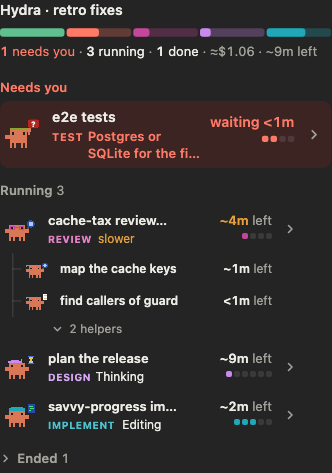 Hydra · retro fixes
1 needs you · 3 running · 1 done · ≈$1.06 · ~9m left
Needs you
e2e tests
waiting <1m
TEST Postgres or
SQLite for the fi...
Running 3
cache-tax review...
~4m left
REVIEW slower
map the cache keys
~1m left
find callers of guard
<1m left
2 helpers
plan the release
~9m left
DESIGN Thinking
savvy-progress im...
~2m left
IMPLEMENT Editing
Ended 1